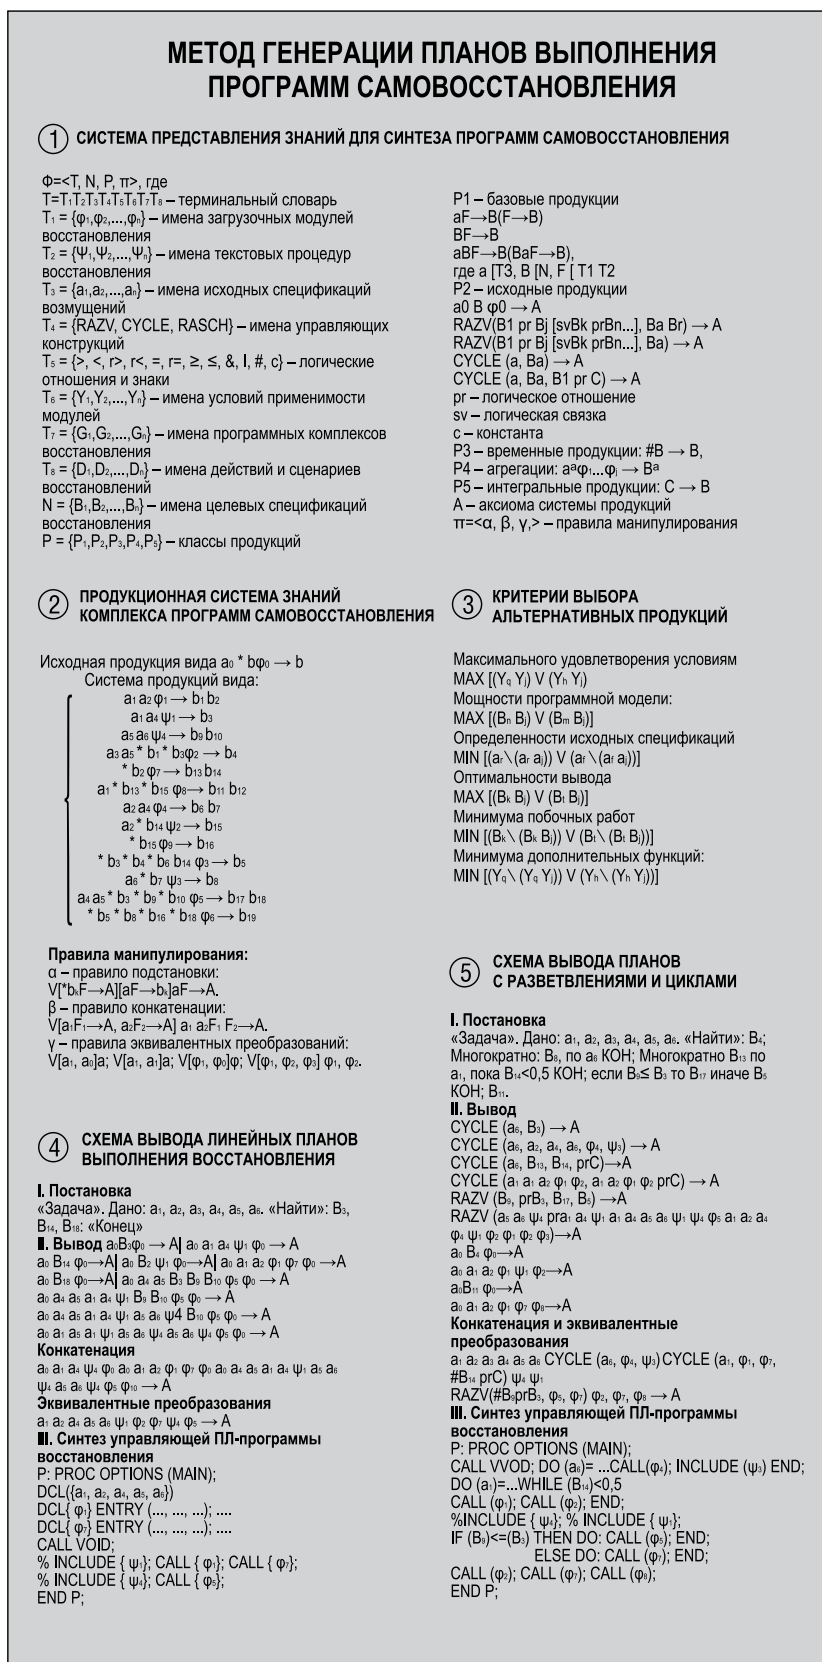 МЕТОД ГЕНЕРАЦИИ ПЛАНОВ ВЫПОЛНЕНИЯ
ПРОГРАММ САМОВОССТАНОВЛЕНИЯ
1 СИСТЕМА ПРЕДСТАВЛЕНИЯ ЗНАНИЙ ДЛЯ СИНТЕЗА ПРОГРАММ САМОВОССТАНОВЛЕНИЯ
Φ=<T, N, P, π>, где
T=T₁T₂T₃T₄T₅T₆T₇T₈ – терминальный словарь
T₁ = {φ₁,φ₂,...,φₙ} – имена загрузочных модулей
восстановления
T₂ = {Ψ₁,Ψ₂,...,Ψₙ} – имена текстовых процедур
восстановления
T₃ = {a₁,a₂,...,aₙ} – имена исходных спецификаций
возмущений
T₄ = {RAZV, CYCLE, RASCH} – имена управляющих
конструкций
T₅ = {>, <, r>, r<, =, r=, ≥, ≤, &, I, #, c} – логические
отношения и знаки
T₆ = {Y₁,Y₂,...,Yₙ} – имена условий применимости
модулей
T₇ = {G₁,G₂,...,Gₙ} – имена программных комплексов
восстановления
T₈ = {D₁,D₂,...,Dₙ} – имена действий и сценариев
восстановлений
N = {B₁,B₂,...,Bₙ} – имена целевых спецификаций
восстановления
P = {P₁,P₂,P₃,P₄,P₅} – классы продукций
P1 – базовые продукции
aF→B(F→B)
BF→B
aBF→B(BaF→B),
где a [T3, B [N, F [ T1 T2
P2 – исходные продукции
a0 B φ0 → A
RAZV(B1 pr Bj [svBk prBn...], Ba Br) → A
RAZV(B1 pr Bj [svBk prBn...], Ba) → A
CYCLE (a, Ba) → A
CYCLE (a, Ba, B1 pr C) → A
pr – логическое отношение
sv – логическая связка
c – константа
P3 – временные продукции: #B → B,
P4 – агрегации: aᵃφ₁...φⱼ → Bᵃ
P5 – интегральные продукции: C → B
A – аксиома системы продукций
π=<α, β, γ,> – правила манипулирования
2 ПРОДУКЦИОННАЯ СИСТЕМА ЗНАНИЙ
КОМПЛЕКСА ПРОГРАММ САМОВОССТАНОВЛЕНИЯ
Исходная продукция вида a₀ * bφ₀ → b
Система продукций вида:
a₁ a₂ φ₁ → b₁ b₂
a₁ a₄ ψ₁ → b₃
a₅ a₆ ψ₄ → b₉ b₁₀
a₃ a₅ * b₁ * b₃φ₂ → b₄
* b₂ φ₇ → b₁₃ b₁₄
a₁ * b₁₃ * b₁₅ φ₈→ b₁₁ b₁₂
a₂ a₄ φ₄ → b₆ b₇
a₂ * b₁₄ ψ₂ → b₁₅
* b₁₅ φ₉ → b₁₆
* b₃ * b₄ * b₆ b₁₄ φ₃ → b₅
a₆ * b₇ ψ₃ → b₈
a₄ a₅ * b₃ * b₉ * b₁₀ φ₅ → b₁₇ b₁₈
* b₅ * b₈ * b₁₆ * b₁₈ φ₆ → b₁₉
Правила манипулирования:
α – правило подстановки:
V[*bₖF→A][aF→bₖ]aF→A.
β – правило конкатенации:
V[a₁F₁→A, a₂F₂→A] a₁ a₂F₁ F₂→A.
γ – правила эквивалентных преобразований:
V[a₁, a₀]a; V[a₁, a₁]a; V[φ₁, φ₀]φ; V[φ₁, φ₂, φ₃] φ₁, φ₂.
3 КРИТЕРИИ ВЫБОРА
АЛЬТЕРНАТИВНЫХ ПРОДУКЦИЙ
Максимального удовлетворения условиям
MAX [(Y_q Yⱼ) V (Yₕ Yⱼ)
Мощности программной модели:
MAX [(Bₙ Bⱼ) V (Bₘ Bⱼ)]
Определенности исходных спецификаций
MIN [(aᵣ\ (aᵣ aⱼ)) V (a_f \ (a_f aⱼ))]
Оптимальности вывода
MAX [(Bₖ Bⱼ) V (Bₜ Bⱼ)]
Минимума побочных работ
MIN [(Bₖ\ (Bₖ Bⱼ)) V (Bₜ\ (Bₜ Bⱼ))]
Минимума дополнительных функций:
MIN [(Y_q \ (Y_q Yⱼ)) V (Yₕ\ (Yₕ Yⱼ))]
4 СХЕМА ВЫВОДА ЛИНЕЙНЫХ ПЛАНОВ
ВЫПОЛНЕНИЯ ВОССТАНОВЛЕНИЯ
I. Постановка
«Задача». Дано: a₁, a₂, a₃, a₄, a₅, a₆. «Найти»: B₃,
B₁₄, B₁₈: «Конец»
II. Вывод a₀B₃φ₀ → A| a₀ a₁ a₄ ψ₁ φ₀ → A
a₀ B₁₄ φ₀→A| a₀ B₂ ψ₁ φ₀→A| a₀ a₁ a₂ φ₁ φ₇ φ₀ →A
a₀ B₁₈ φ₀→A| a₀ a₄ a₅ B₃ B₉ B₁₀ φ₅ φ₀ → A
a₀ a₄ a₅ a₁ a₄ ψ₁ B₉ B₁₀ φ₅ φ₀ → A
a₀ a₄ a₅ a₁ a₄ ψ₁ a₅ a₆ ψ4 B₁₀ φ₅ φ₀ → A
a₀ a₁ a₅ a₁ ψ₁ a₅ a₆ ψ₄ a₅ a₆ ψ₄ φ₅ φ₀ → A
Конкатенация
a₀ a₁ a₄ ψ₄ φ₀ a₀ a₁ a₂ φ₁ φ₇ φ₀ a₀ a₄ a₅ a₁ a₄ ψ₁ a₅ a₆
ψ₄ a₅ a₆ ψ₄ φ₅ φ₁₀ → A
Эквивалентные преобразования
a₁ a₂ a₄ a₅ a₆ ψ₁ φ₂ φ₇ ψ₄ φ₅ → A
III. Синтез управляющей ПЛ-программы
восстановления
P: PROC OPTIONS (MAIN);
DCL({a₁, a₂, a₄, a₅, a₆})
DCL{ φ₁} ENTRY (..., ..., ...); ....
DCL{ φ₇} ENTRY (..., ..., ...); ....
CALL VOID;
% INCLUDE { ψ₁}; CALL { φ₁}; CALL { φ₇};
% INCLUDE { ψ₄}; CALL { φ₅};
END P;
5 СХЕМА ВЫВОДА ПЛАНОВ
С РАЗВЕТВЛЕНИЯМИ И ЦИКЛАМИ
I. Постановка
«Задача». Дано: a₁, a₂, a₃, a₄, a₅, a₆. «Найти»: B₄;
Многократно: B₈, по a₆ КОН; Многократно B₁₃ по
a₁, пока B₁₄<0,5 КОН; если B₉≤ B₃ то B₁₇ иначе B₅
КОН; B₁₁.
II. Вывод
CYCLE (a₆, B₃) → A
CYCLE (a₆, a₂, a₄, a₆, φ₄, ψ₃) → A
CYCLE (a₆, B₁₃, B₁₄, prC)→A
CYCLE (a₁ a₁ a₂ φ₁ φ₂, a₁ a₂ φ₁ φ₂ prC) → A
RAZV (B₉, prB₃, B₁₇, B₅) →A
RAZV (a₅ a₆ ψ₄ pra₁ a₄ ψ₁ a₁ a₄ a₅ a₆ ψ₁ ψ₄ φ₅ a₁ a₂ a₄
φ₄ ψ₁ φ₂ φ₁ φ₂ φ₃)→A
a₀ B₄ φ₀→A
a₀ a₁ a₂ φ₁ ψ₁ φ₂→A
a₀B₁₁ φ₀→A
a₀ a₁ a₂ φ₁ φ₇ φ₈→A
Конкатенация и эквивалентные
преобразования
a₁ a₂ a₃ a₄ a₅ a₆ CYCLE (a₆, φ₄, ψ₃) CYCLE (a₁, φ₁, φ₇,
#B₁₄ prC) ψ₄ ψ₁
RAZV(#B₉prB₃, φ₅, φ₇) φ₂, φ₇, φ₈ → A
III. Синтез управляющей ПЛ-программы
восстановления
P: PROC OPTIONS (MAIN);
CALL VVOD; DO (a₆)= ...CALL(φ₄); INCLUDE (ψ₃) END;
DO (a₁)=...WHILE (B₁₄)<0,5
CALL (φ₁); CALL (φ₂); END;
%INCLUDE { ψ₄}; % INCLUDE { ψ₁};
IF (B₉)<=(B₃) THEN DO: CALL (φ₅); END;
ELSE DO: CALL (φ₇); END;
CALL (φ₂); CALL (φ₇); CALL (φ₈);
END P;